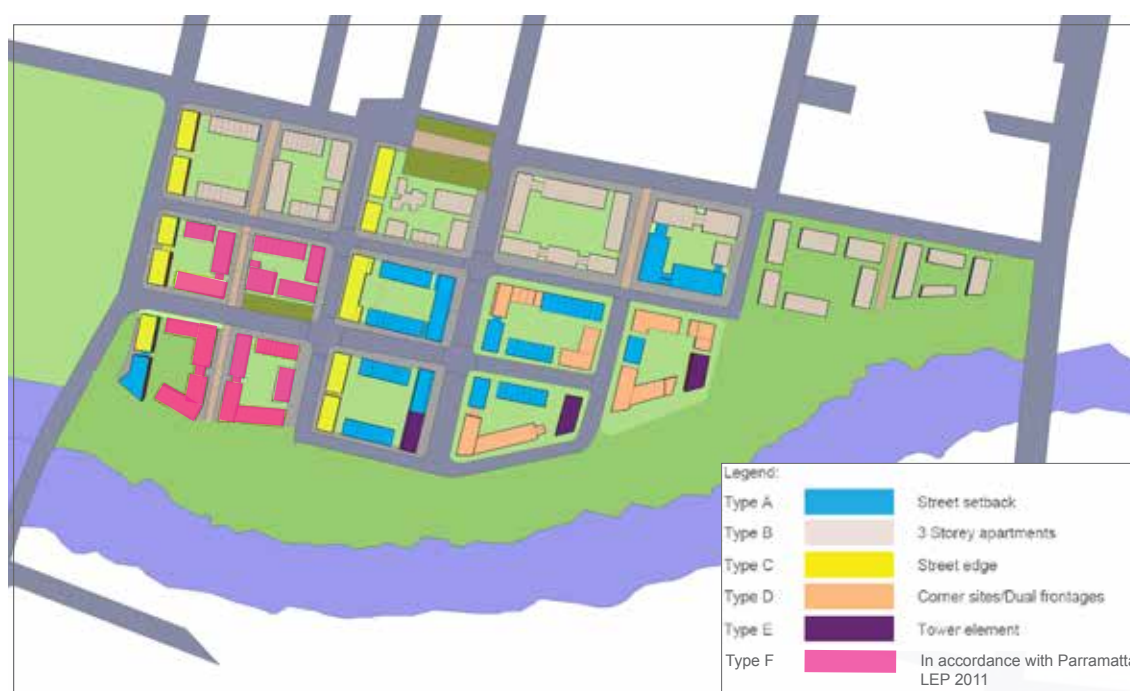 Legend:
Type A Street setback
Type B 3 Storey apartments
Type C Street edge
Type D Corner sites/Dual frontages
Type E Tower element
Type F In accordance with Parramatta
LEP 2011